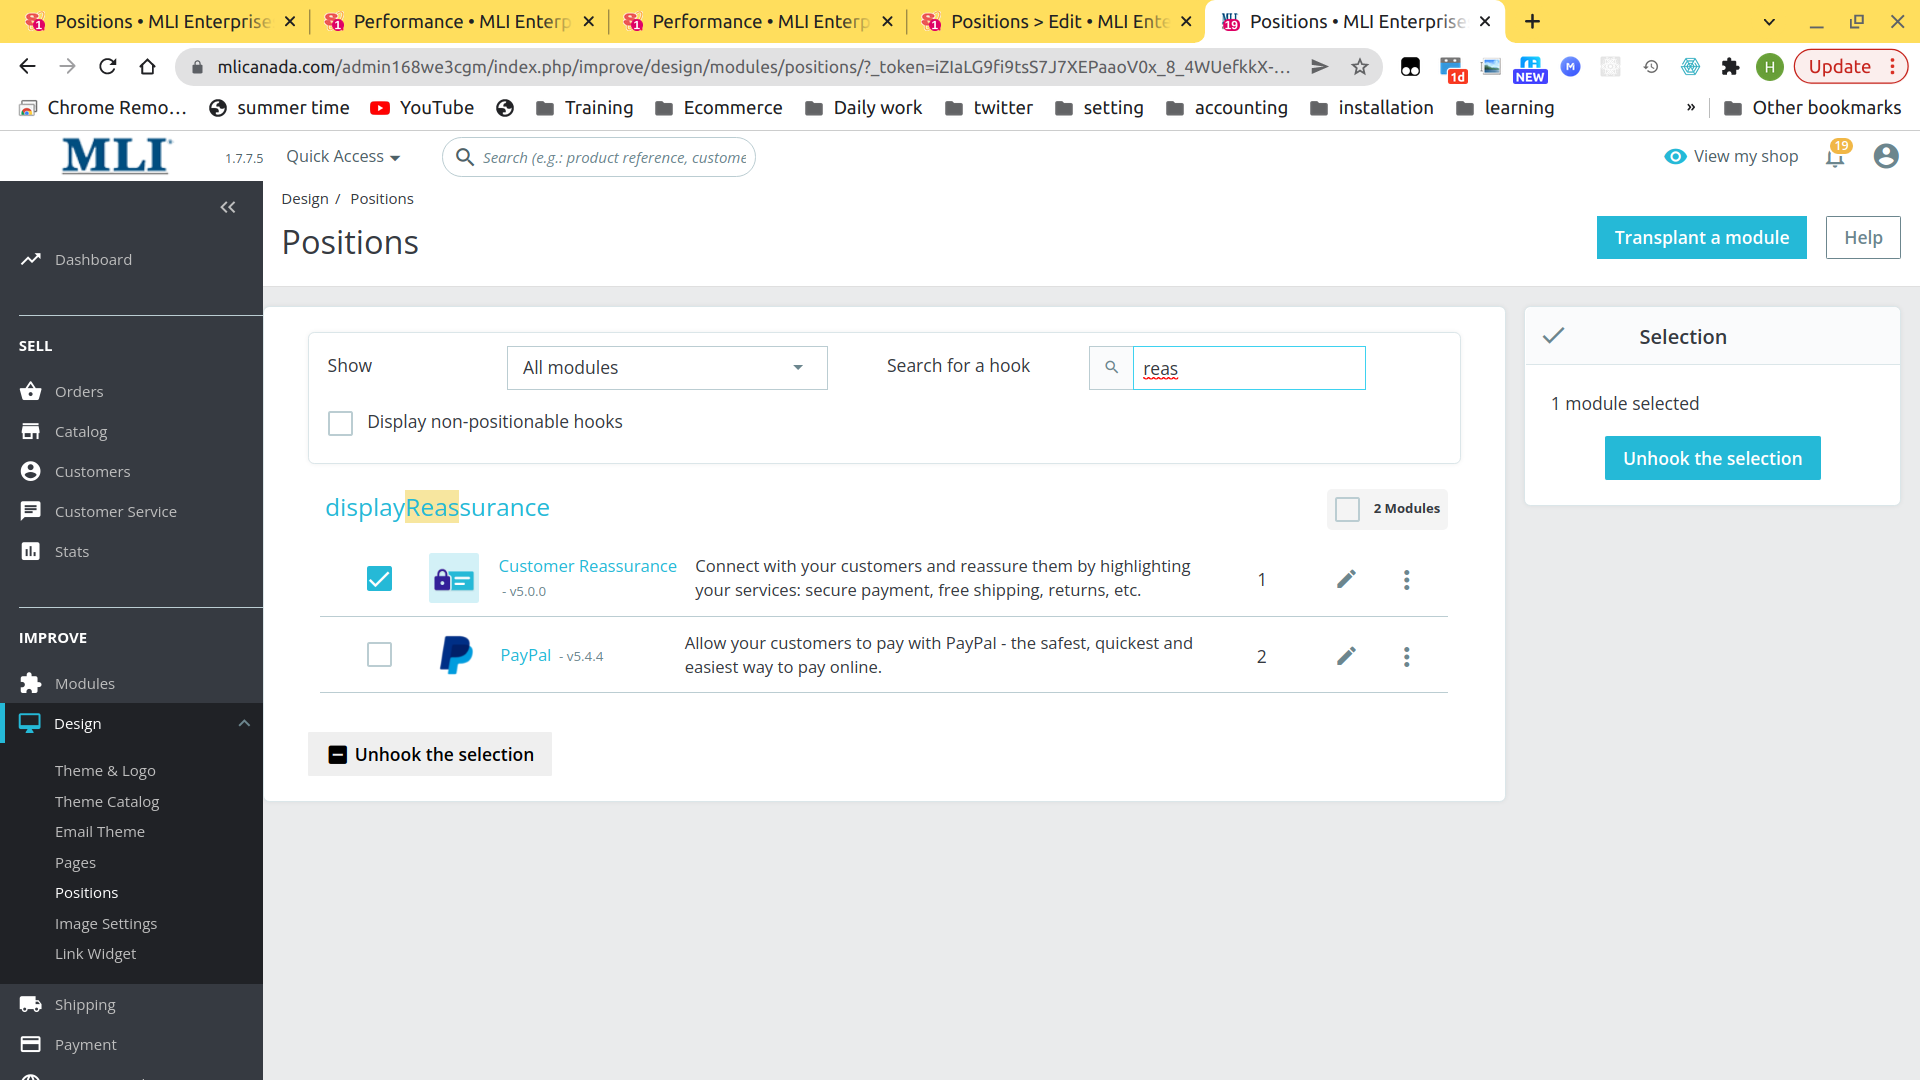 Positions • MLI Enterprise
Performance • MLI Enterp
Performance • MLI Enterp
Positions > Edit • MLI Ente
Positions • MLI Enterprise
mlicanada.com/admin168we3cgm/index.php/improve/design/modules/positions/?_token=iZIaLG9fi9tsS7J7XEPaaoV0x_8_4WUefkkX-...
1d
NEW
M
H
Update
Chrome Remo...
summer time
YouTube
Training
Ecommerce
Daily work
twitter
setting
accounting
installation
learning
»
Other bookmarks
MLI
1.7.7.5
Quick Access
Search (e.g.: product reference, custome
View my shop
19
Design / Positions
Positions
Transplant a module
Help
Dashboard
SELL
Orders
Catalog
Customers
Customer Service
Stats
IMPROVE
Modules
Design
Theme & Logo
Theme Catalog
Email Theme
Pages
Positions
Image Settings
Link Widget
Shipping
Payment
Show
All modules
Search for a hook
reas
Display non-positionable hooks
displayReassurance
2 Modules
Customer Reassurance
- v5.0.0
Connect with your customers and reassure them by highlighting
your services: secure payment, free shipping, returns, etc.
1
PayPal - v5.4.4
Allow your customers to pay with PayPal - the safest, quickest and
easiest way to pay online.
2
Unhook the selection
Selection
1 module selected
Unhook the selection